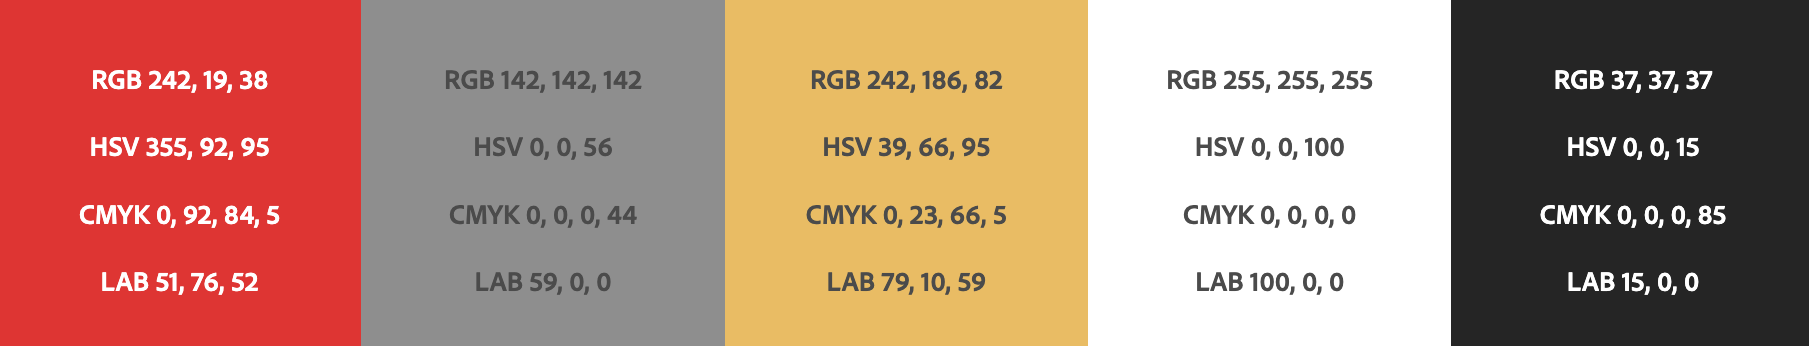 RGB 242, 19, 38
HSV 355, 92, 95
CMYK 0, 92, 84, 5
LAB 51, 76, 52
RGB 142, 142, 142
HSV 0, 0, 56
CMYK 0, 0, 0, 44
LAB 59, 0, 0
RGB 242, 186, 82
HSV 39, 66, 95
CMYK 0, 23, 66, 5
LAB 79, 10, 59
RGB 255, 255, 255
HSV 0, 0, 100
CMYK 0, 0, 0, 0
LAB 100, 0, 0
RGB 37, 37, 37
HSV 0, 0, 15
CMYK 0, 0, 0, 85
LAB 15, 0, 0